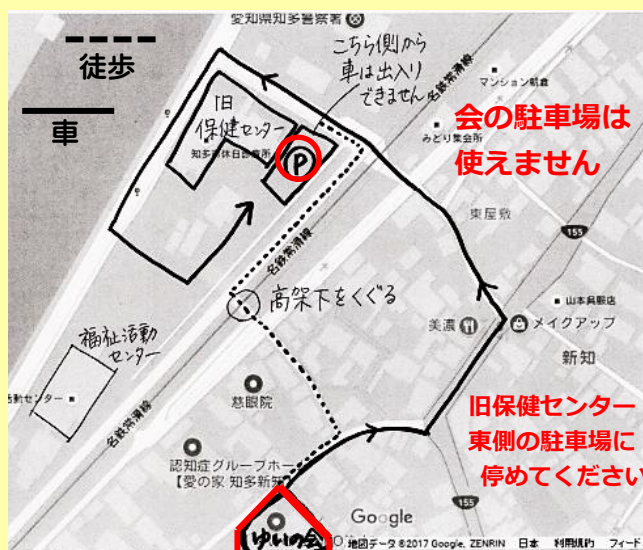 愛知県知多警察署
徒歩
車
こちら側から
車は出入り
できません
名鉄常滑線
マンション朝倉
みどり集会所
会の駐車場は
使えません
旧
保健センター
知多市休日診療所
P
東屋敷
155
名鉄常滑線
高架下をくぐる
山本呉服店
美濃
メイクアップ
新知
福祉活動
センター
活動センター
慈眼院
名鉄常滑線
旧保健センター
東側の駐車場に
停めてください
認知症グループホー
【愛の家 知多新知】
155
ゆいの会
Google
地図データ ©2017 Google, ZENRIN 日本 利用規約 フィード